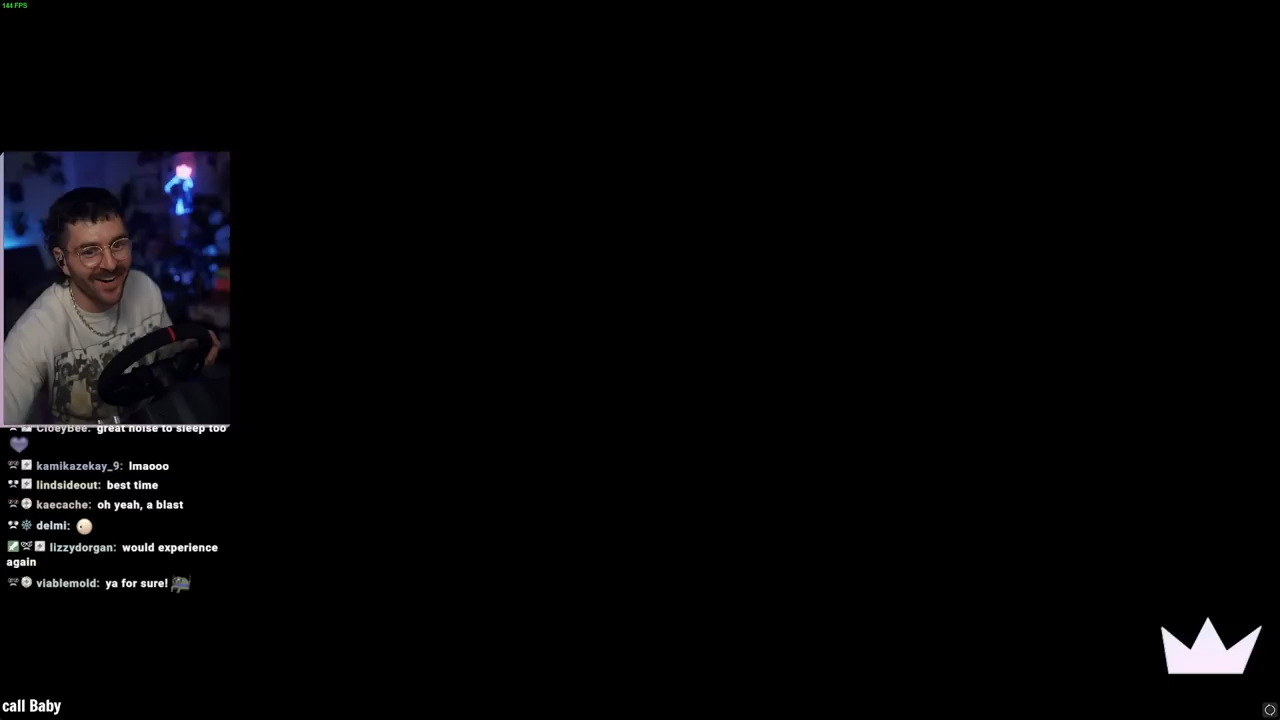 144 FPS
CloeyBee: great noise to sleep too
kamikazekay_9: lmaooo
lindsideout: best time
kaecache: oh yeah, a blast
delmi:
lizzydorgan: would experience
again
viablemold: ya for sure!
call Baby